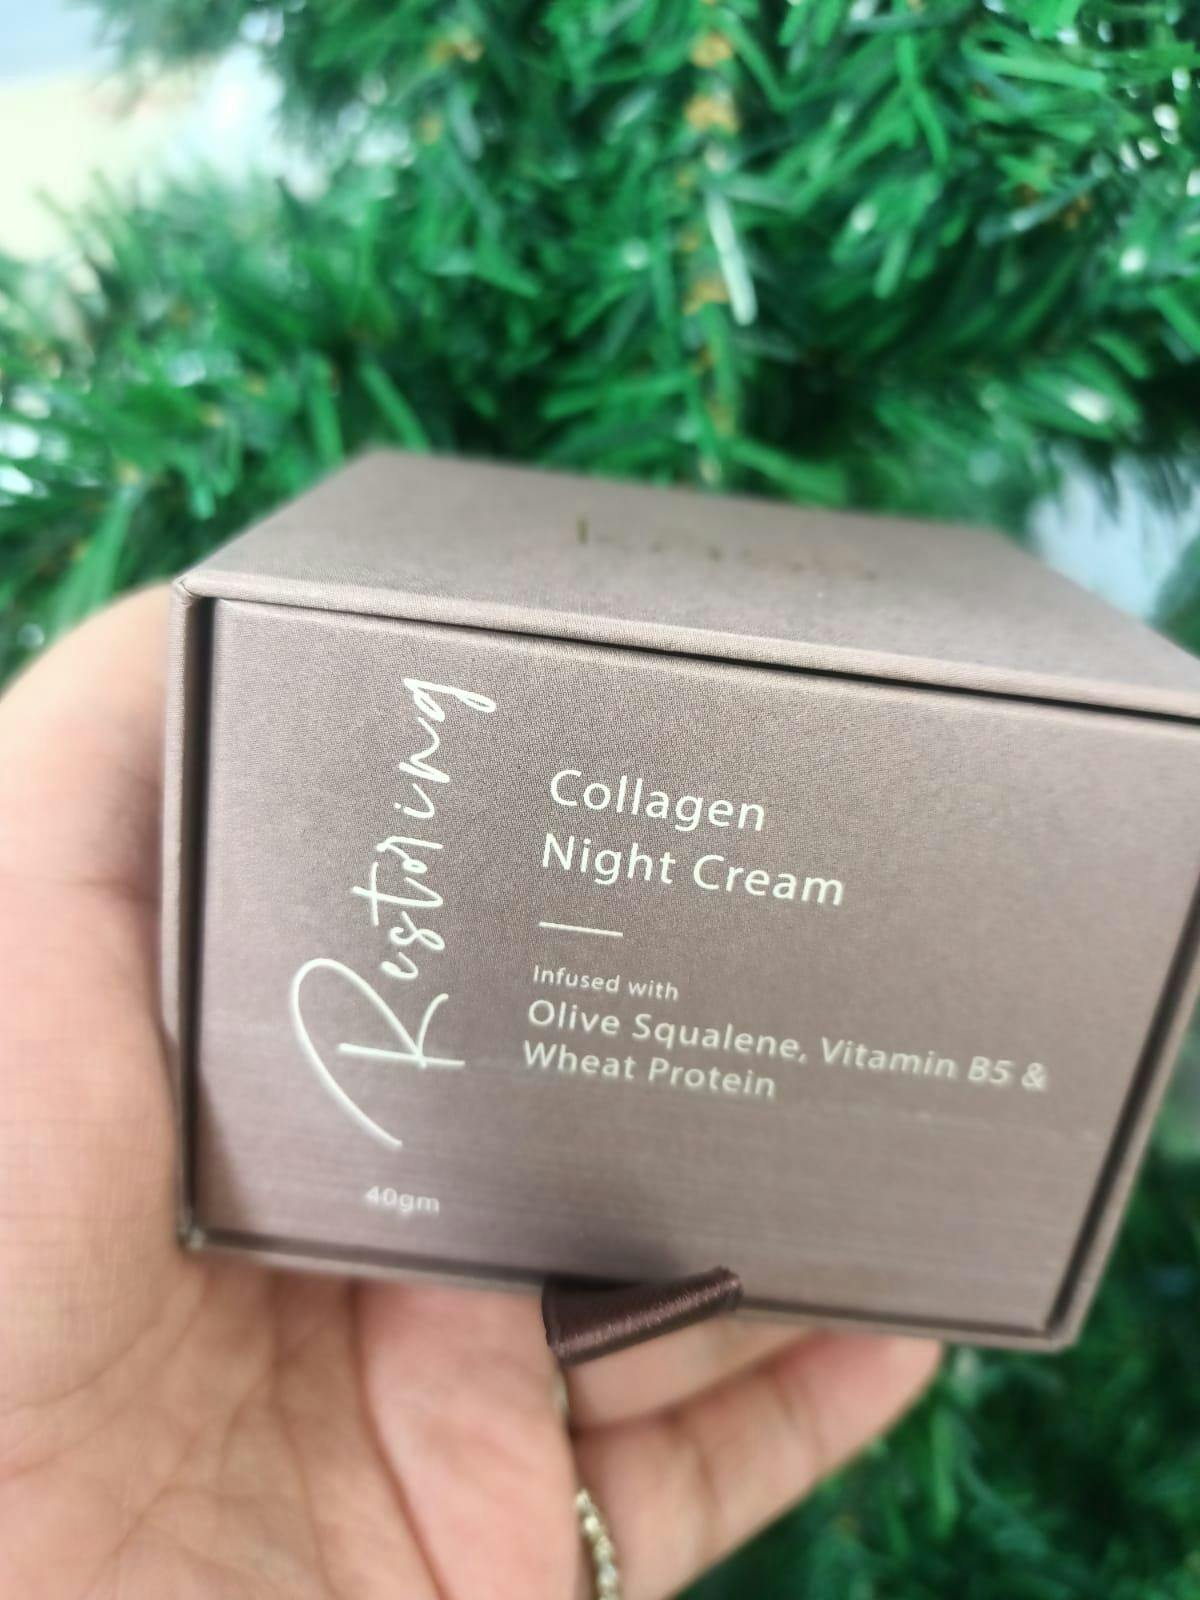 Restoring
Collagen
Night Cream
Infused with
Olive Squalene, Vitamin B5 &
Wheat Protein
40gm